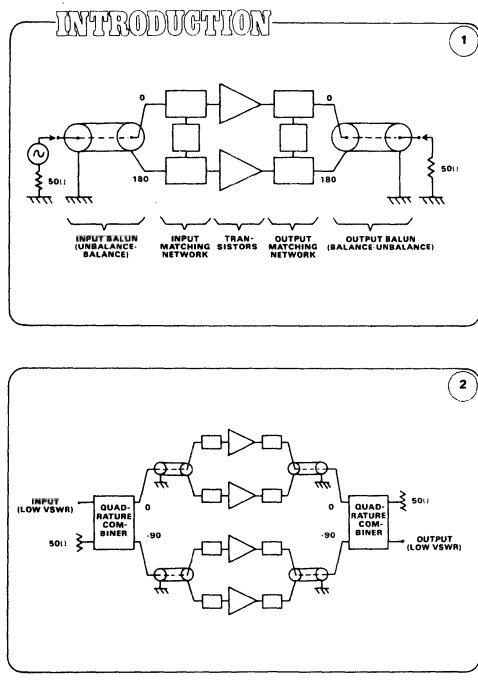 INTRODUCTION
1
0
0
50Ω
180
180
50Ω
INPUT BALUN
(UNBALANCE-
BALANCE)
INPUT
MATCHING
NETWORK
TRAN-
SISTORS
OUTPUT
MATCHING
NETWORK
OUTPUT BALUN
(BALANCE-UNBALANCE)
2
INPUT
(LOW VSWR)
50Ω
QUAD-
RATURE
COM-
BINER
0
-90
0
-90
QUAD-
RATURE
COM-
BINER
50Ω
OUTPUT
(LOW VSWR)